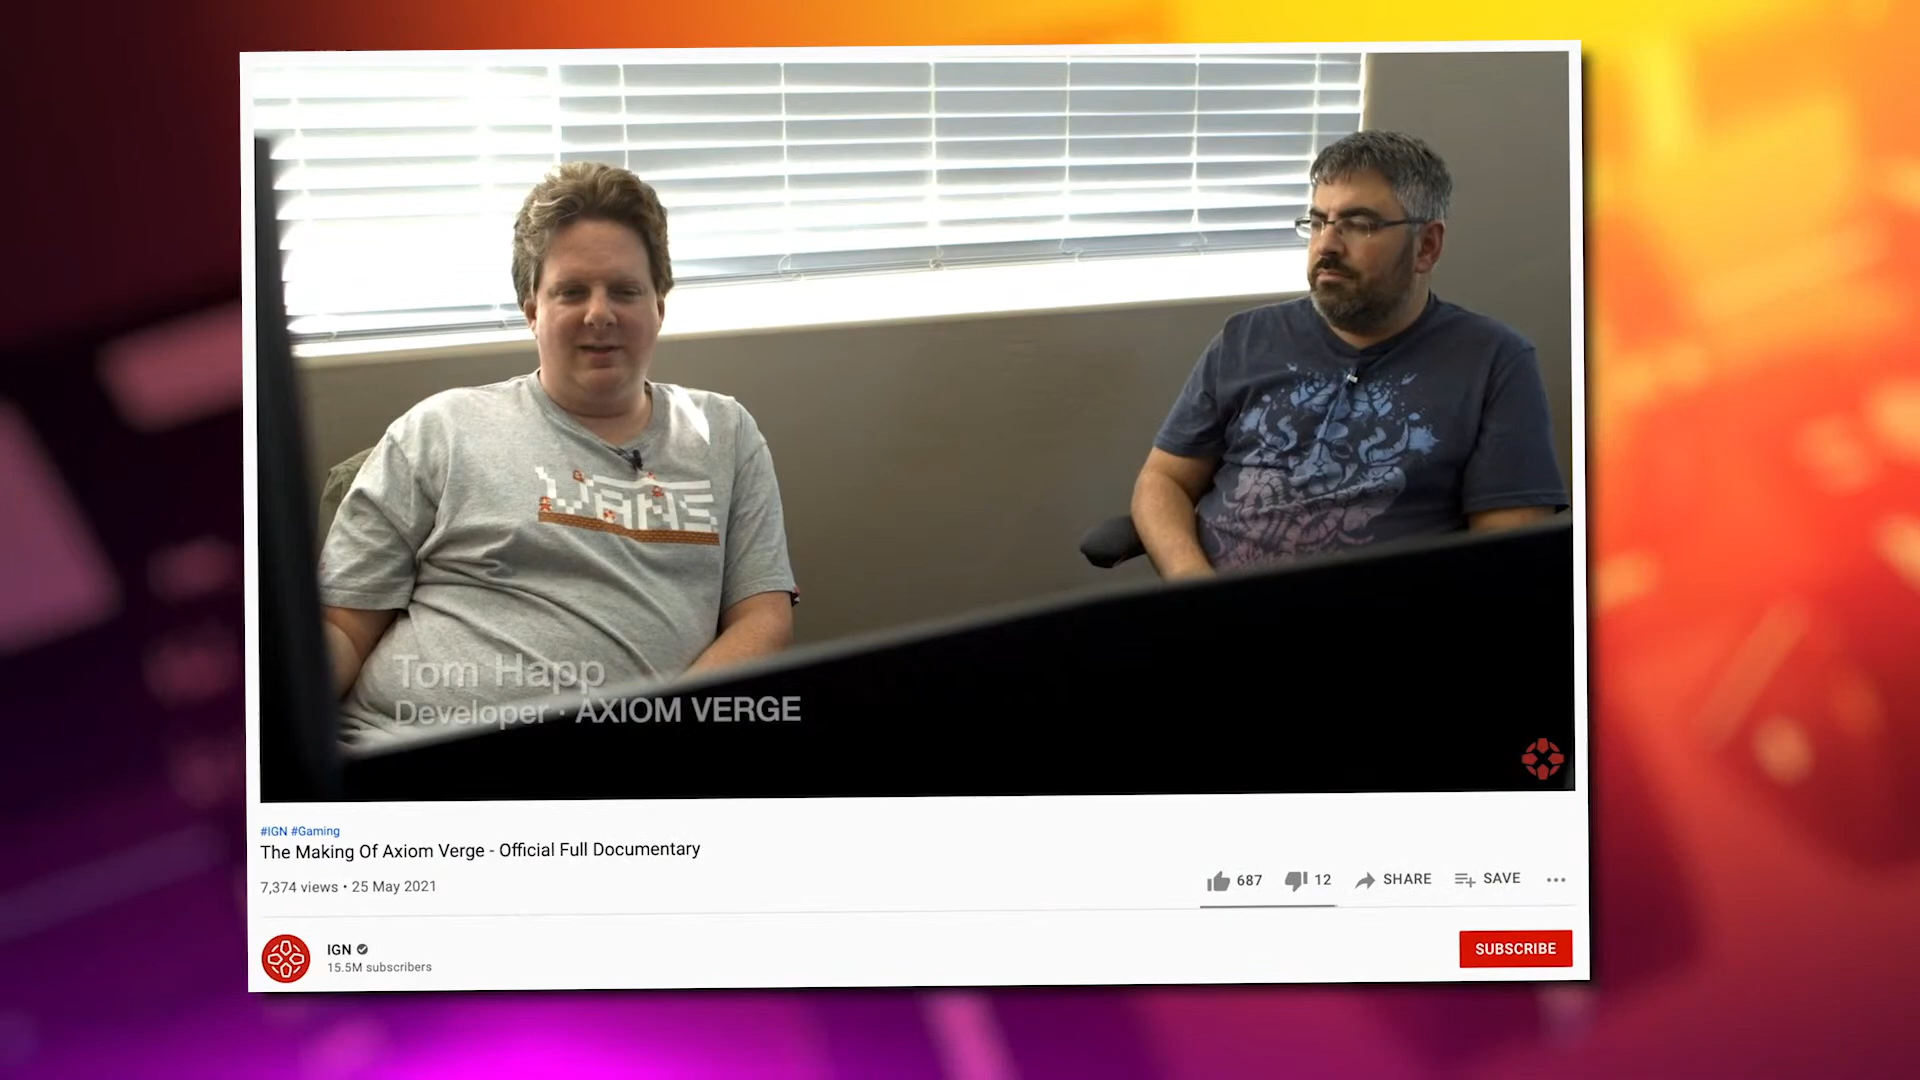 VANS
Tom Happ
Developer · AXIOM VERGE
#IGN #Gaming
The Making Of Axiom Verge - Official Full Documentary
7,374 views • 25 May 2021
687 12 SHARE SAVE
IGN
15.5M subscribers
SUBSCRIBE